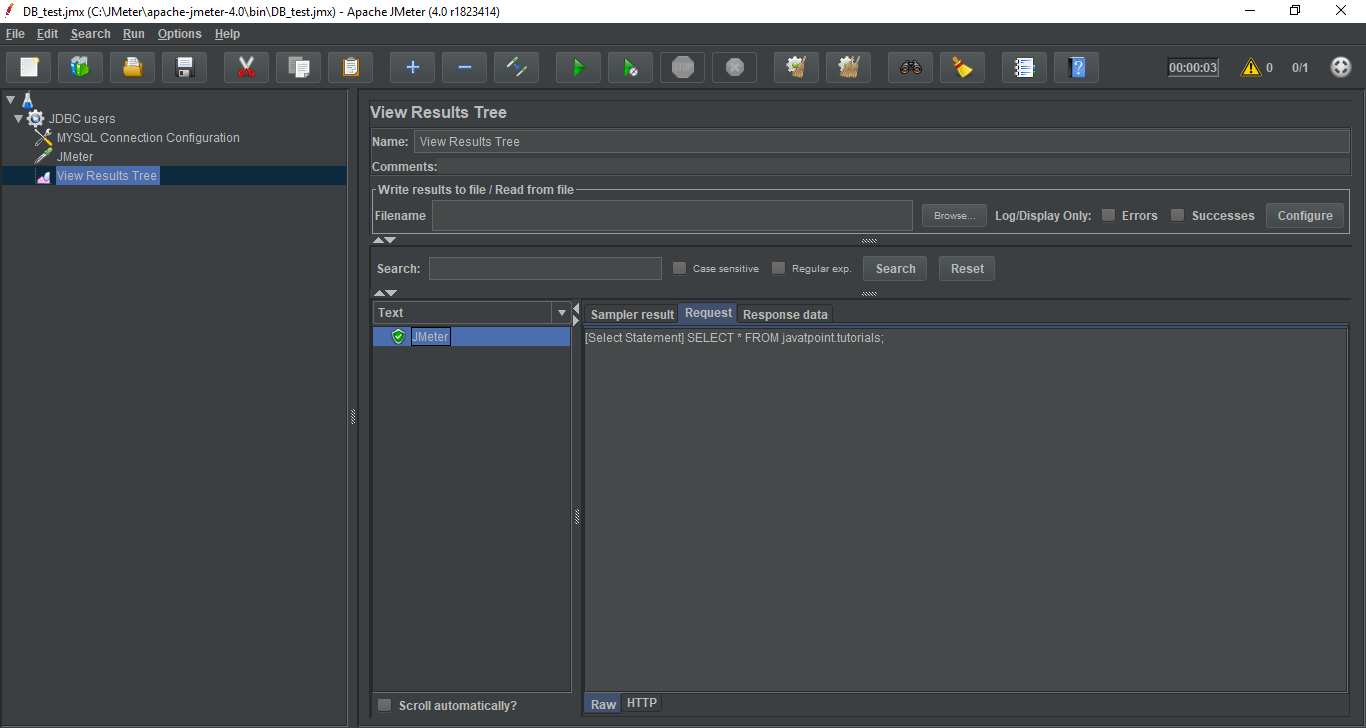 DB_test.jmx (C:\JMeter\apache-jmeter-4.0\bin\DB_test.jmx) - Apache JMeter (4.0 r1823414)
File Edit Search Run Options Help
STOP 00:00:03 0 0/1
JDBC users
MYSQL Connection Configuration
JMeter
View Results Tree
View Results Tree
Name: View Results Tree
Comments:
Write results to file / Read from file
Filename Browse... Log/Display Only: Errors Successes Configure
Search: Case sensitive Regular exp. Search Reset
Text
JMeter
Sampler result Request Response data
[Select Statement] SELECT * FROM javatpoint.tutorials;
Scroll automatically?
Raw HTTP